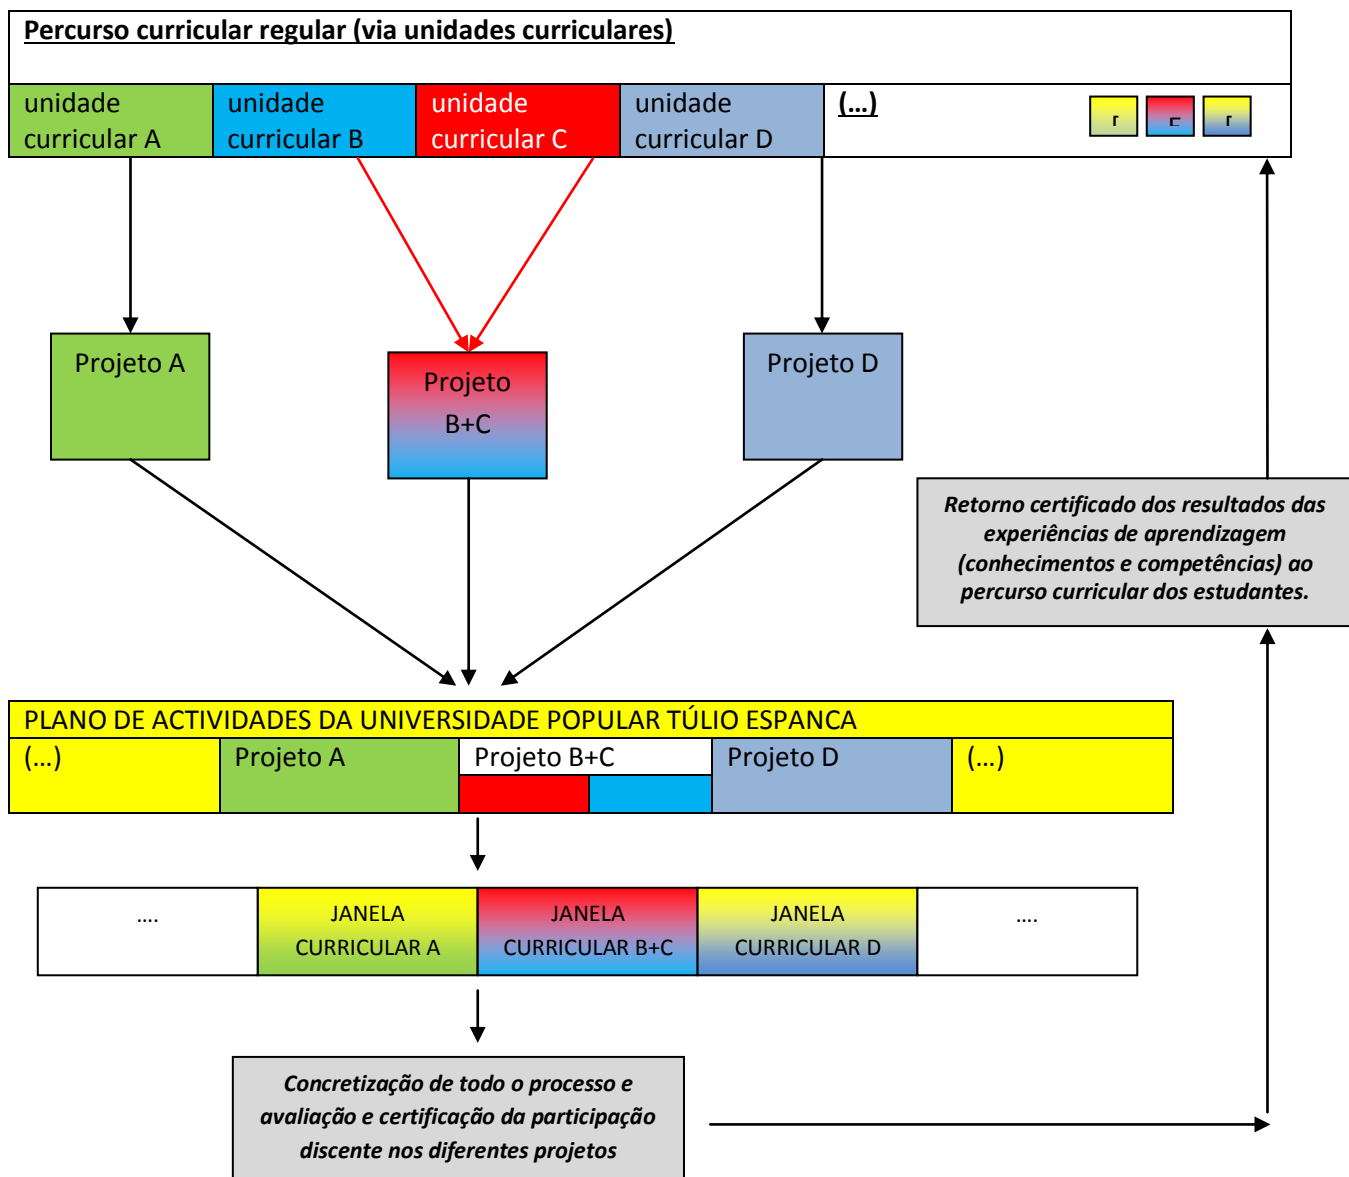 Percurso curricular regular (via unidades curriculares)
unidade
curricular A
unidade
curricular B
unidade
curricular C
unidade
curricular D
(...)
Projeto A
Projeto
B+C
Projeto D
Retorno certificado dos resultados das
experiências de aprendizagem
(conhecimentos e competências) ao
percurso curricular dos estudantes.
PLANO DE ACTIVIDADES DA UNIVERSIDADE POPULAR TÚLIO ESPANCA
(...)
Projeto A
Projeto B+C
Projeto D
(...)
....
JANELA
CURRICULAR A
JANELA
CURRICULAR B+C
JANELA
CURRICULAR D
....
Concretização de todo o processo e
avaliação e certificação da participação
discente nos diferentes projetos